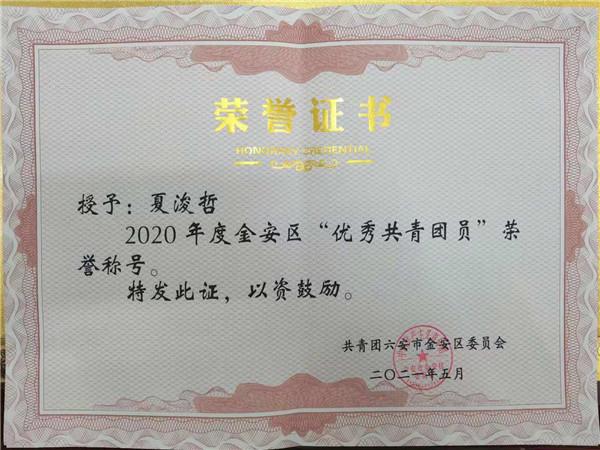 荣誉证书
HONORARY CREDENTIAL
授予：夏浚哲
2020年度金安区“优秀共青团员”荣
誉称号。
特发此证，以资鼓励。
共青团六安市金安区委员会
二〇二一年五月